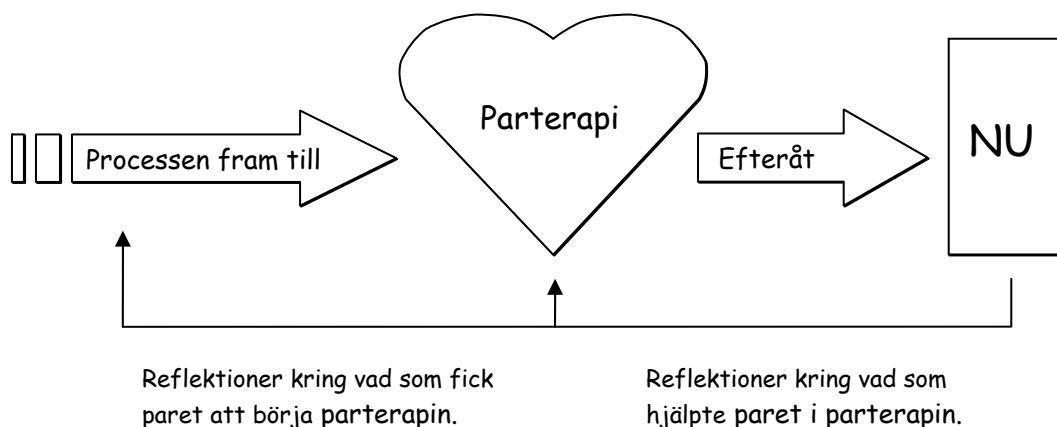 Processen fram till
Parterapi
Efteråt
NU
Reflektioner kring vad som fick
paret att börja parterapin.
Reflektioner kring vad som
hjälpte paret i parterapin.